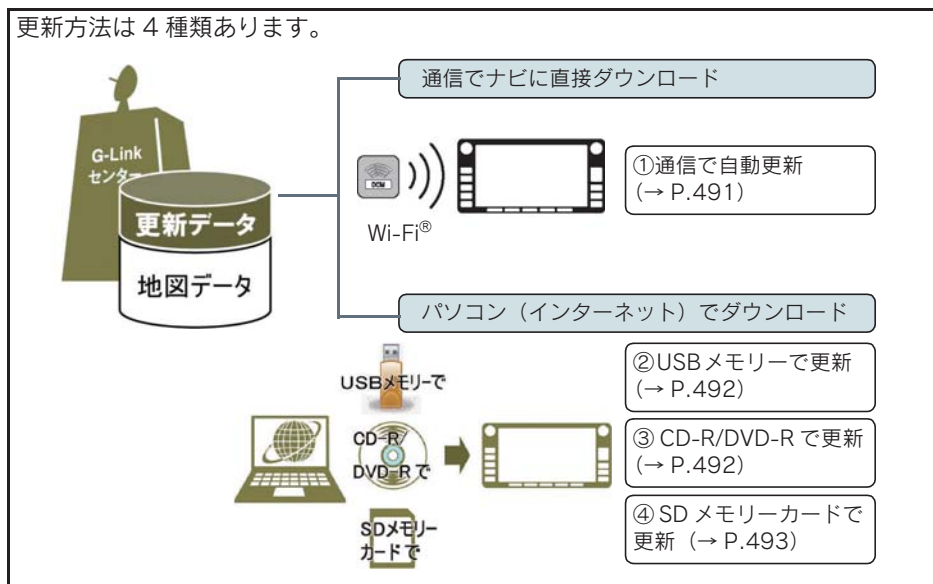 更新方法は 4 種類あります。
通信でナビに直接ダウンロード
G-Link
センター
更新データ
地図データ
DCM
Wi-Fi®
①通信で自動更新
(→ P.491)
パソコン（インターネット）でダウンロード
USBメモリーで
CD-R/
DVD-Rで
SDメモリー
カードで
②USBメモリーで更新
(→ P.492)
③ CD-R/DVD-R で更新
(→ P.492)
④ SD メモリーカードで
更新（→ P.493）